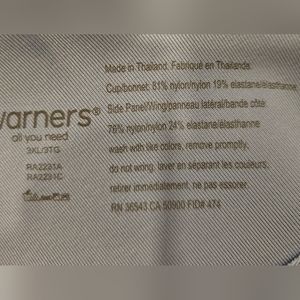 warners®
all you need
3XL/3TG
RA2231A
RA2231C
Made in Thailand. Fabriqué en Thaïlande.
Cup/bonnet: 81% nylon/nylon 19% elastane/élasthanne
Side Panel/Wing/panneau latéral/bande côté:
76% nylon/nylon 24% elastane/élasthanne
wash with like colors, remove promptly,
do not wring. laver en séparant les couleurs,
retirer immédiatement, ne pas essorer.
RN 36543 CA 50900 FID# 474